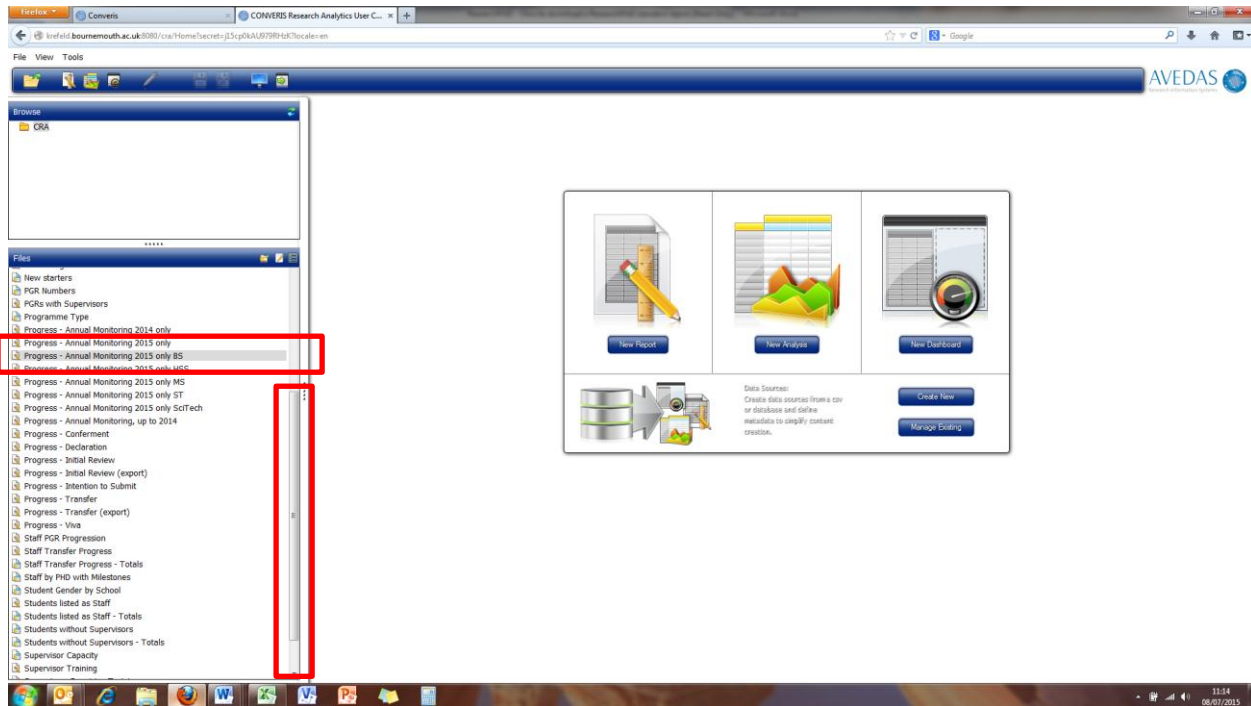 Firefox
Converis
CONVERIS Research Analytics User C...
krefeld.bournemouth.ac.uk:8080/cra/Home?secret=j15cp0kAU979RHzK?locale=en
Google
File View Tools
AVEDAS
Browse
CRA
Files
New starters
PGR Numbers
PGRs with Supervisors
Programme Type
Progress - Annual Monitoring 2014 only
Progress - Annual Monitoring 2015 only
Progress - Annual Monitoring 2015 only BS
Progress - Annual Monitoring 2015 only HSS
Progress - Annual Monitoring 2015 only MS
Progress - Annual Monitoring 2015 only ST
Progress - Annual Monitoring 2015 only SciTech
Progress - Annual Monitoring, up to 2014
Progress - Conferment
Progress - Declaration
Progress - Initial Review
Progress - Initial Review (export)
Progress - Intention to Submit
Progress - Transfer
Progress - Transfer (export)
Progress - Viva
Staff PGR Progression
Staff Transfer Progress
Staff Transfer Progress - Totals
Staff by PHD with Milestones
Student Gender by School
Students listed as Staff
Students listed as Staff - Totals
Students without Supervisors
Students without Supervisors - Totals
Supervisor Capacity
Supervisor Training
New Report
New Analysis
New Dashboard
Data Sources:
Create data sources from a csv
or database and define
metadata to simplify content
creation.
Create New
Manage Existing
11:14
08/07/2015